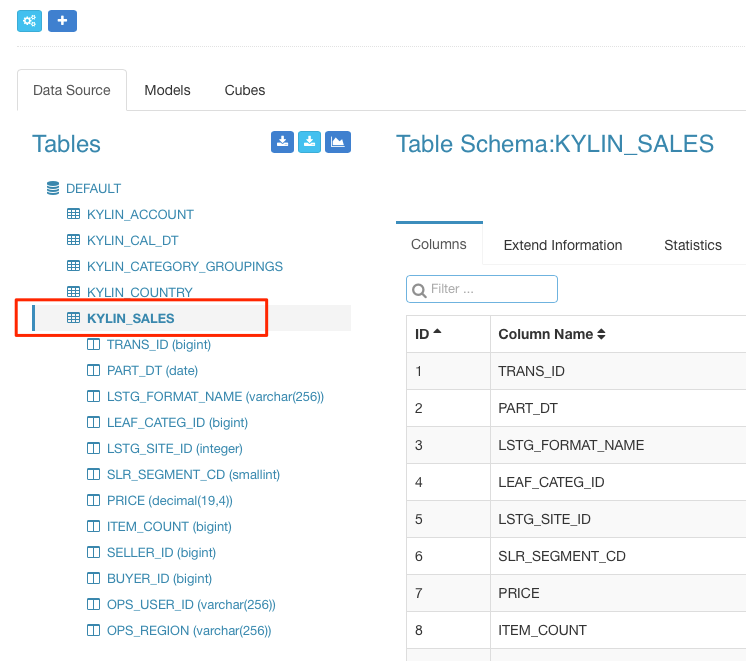 Data Source Models Cubes
Tables
DEFAULT
KYLIN_ACCOUNT
KYLIN_CAL_DT
KYLIN_CATEGORY_GROUPINGS
KYLIN_COUNTRY
KYLIN_SALES
TRANS_ID (bigint)
PART_DT (date)
LSTG_FORMAT_NAME (varchar(256))
LEAF_CATEG_ID (bigint)
LSTG_SITE_ID (integer)
SLR_SEGMENT_CD (smallint)
PRICE (decimal(19,4))
ITEM_COUNT (bigint)
SELLER_ID (bigint)
BUYER_ID (bigint)
OPS_USER_ID (varchar(256))
OPS_REGION (varchar(256))
Table Schema:KYLIN_SALES
Columns Extend Information Statistics
Filter ...
ID Column Name
1 TRANS_ID
2 PART_DT
3 LSTG_FORMAT_NAME
4 LEAF_CATEG_ID
5 LSTG_SITE_ID
6 SLR_SEGMENT_CD
7 PRICE
8 ITEM_COUNT